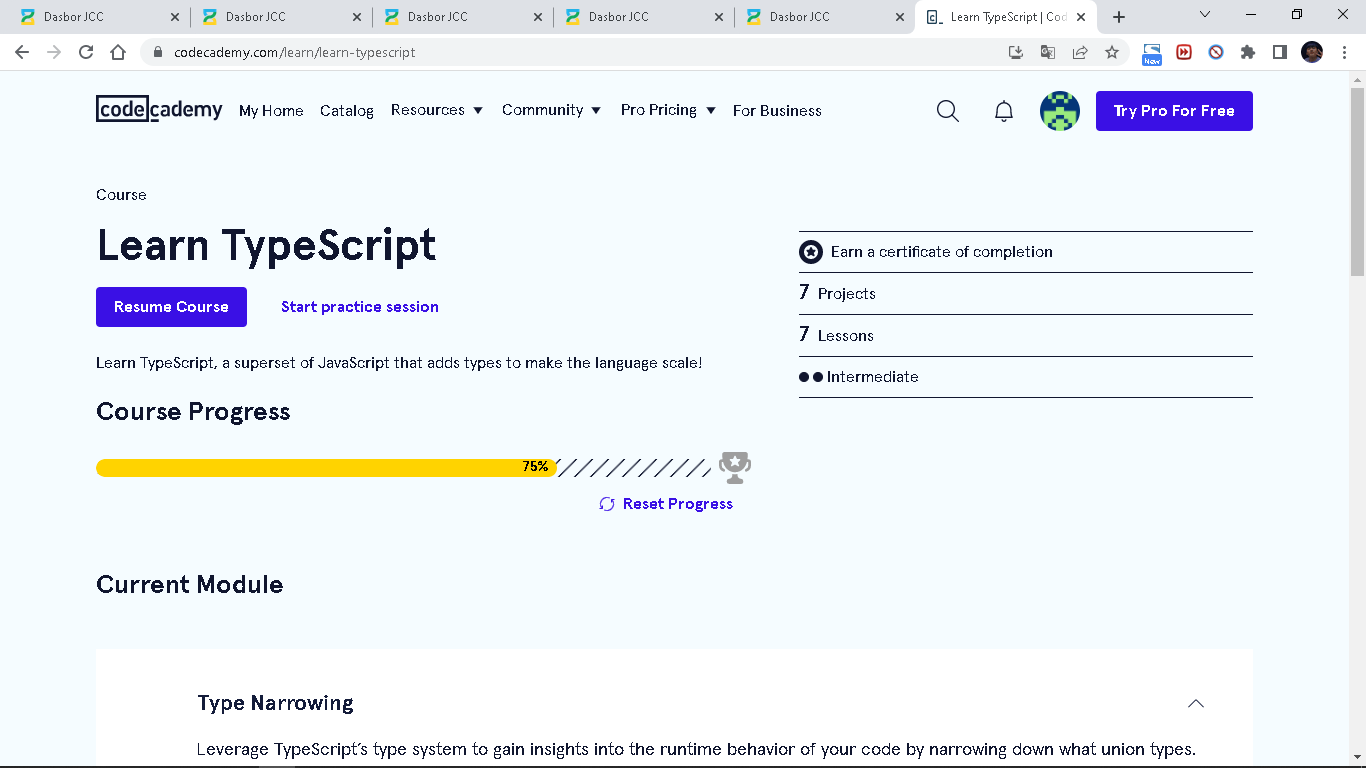 Dasbor JCC
Dasbor JCC
Dasbor JCC
Dasbor JCC
Dasbor JCC
Learn TypeScript | Cod
codecademy.com/learn/learn-typescript
New
codecademy
My Home
Catalog
Resources
Community
Pro Pricing
For Business
Try Pro For Free
Course
Learn TypeScript
Resume Course
Start practice session
Learn TypeScript, a superset of JavaScript that adds types to make the language scale!
Earn a certificate of completion
7 Projects
7 Lessons
Intermediate
Course Progress
75%
Reset Progress
Current Module
Type Narrowing
Leverage TypeScript's type system to gain insights into the runtime behavior of your code by narrowing down what union types.